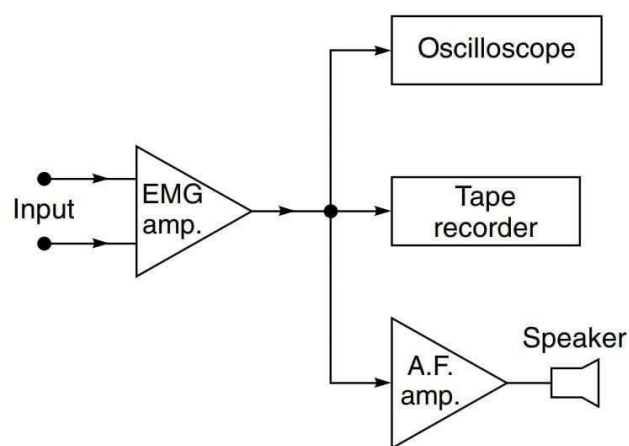 Oscilloscope
EMG
amp.
Input
Tape
recorder
Speaker
A.F.
amp.